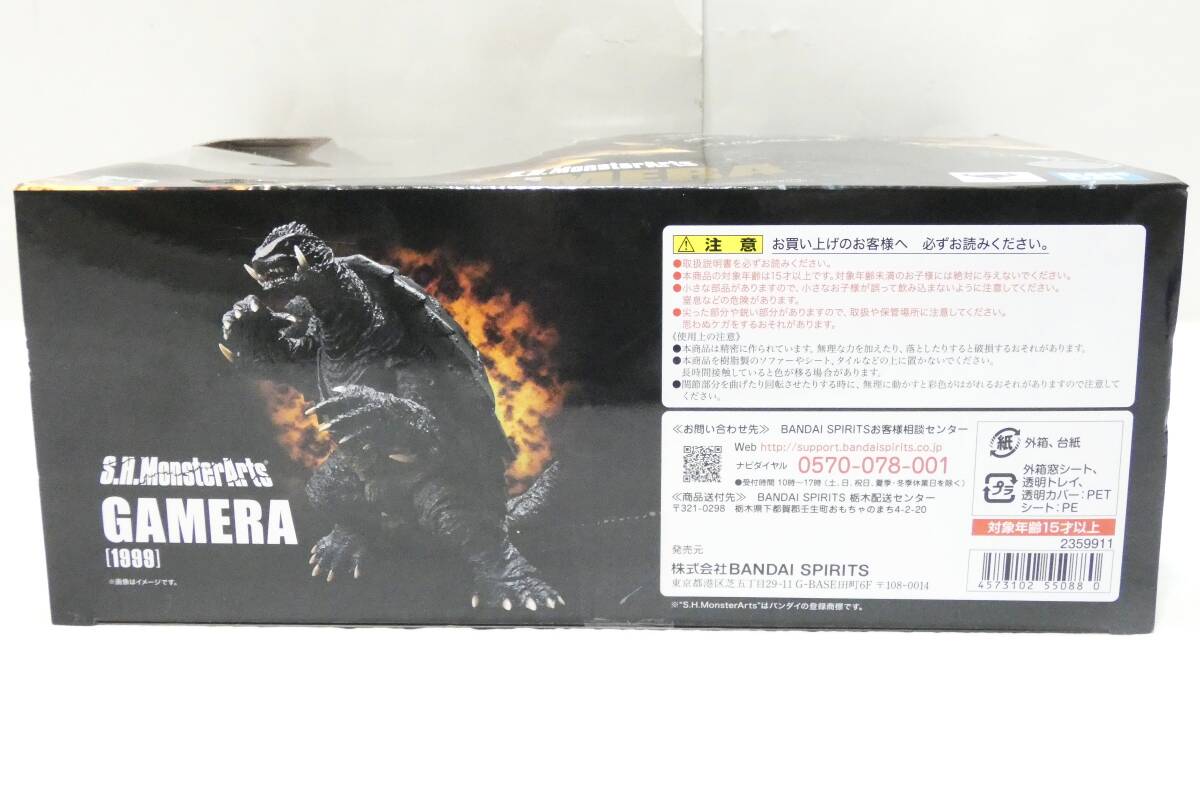 S.H.MonsterArts
GAMERA
S.H.MonsterArts
GAMERA
[1999]
※画像はイメージです。
注 意 お買い上げのお客様へ 必ずお読みください。
●取扱説明書を必ずお読みください。
●本商品の対象年齢は15才以上です。対象年齢未満のお子様には絶対に与えないでください。
●小さな部品がありますので、小さなお子様が誤って飲み込まないように注意してください。
窒息などの危険があります。
●尖った部分や鋭い部分がありますので、取扱や保管場所に注意してください。
思わぬケガをするおそれがあります。
《使用上の注意》
●本商品は精密に作られています。無理な力を加えたり、落としたりすると破損するおそれがあります。
●本商品を樹脂製のソファーやシート、タイルなどの上に置かないでください。
長時間接触していると色が移る場合があります。
●関節部分を曲げたり回転させたりする時に、無理に動かすと彩色がはがれるおそれがありますので注意して
ください。
≪お問い合わせ先≫ BANDAI SPIRITSお客様相談センター
Web http://support.bandaispirits.co.jp
ナビダイヤル 0570-078-001
●受付時間 10時〜17時 (土、日、祝日、夏季・冬季休業日を除く)
≪商品送付先≫ BANDAI SPIRITS 栃木配送センター
〒321-0298 栃木県下都賀郡壬生町おもちゃのまち4-2-20
発売元
株式会社BANDAI SPIRITS
東京都港区芝五丁目29-11 G-BASE田町6F 〒108-0014
※"S.H.MonsterArts"はバンダイの登録商標です。
紙 外箱、台紙
プラ 外箱窓シート、
透明トレイ、
透明カバー：PET
シート：PE
対象年齢15才以上
2359911
4573102 55088 0